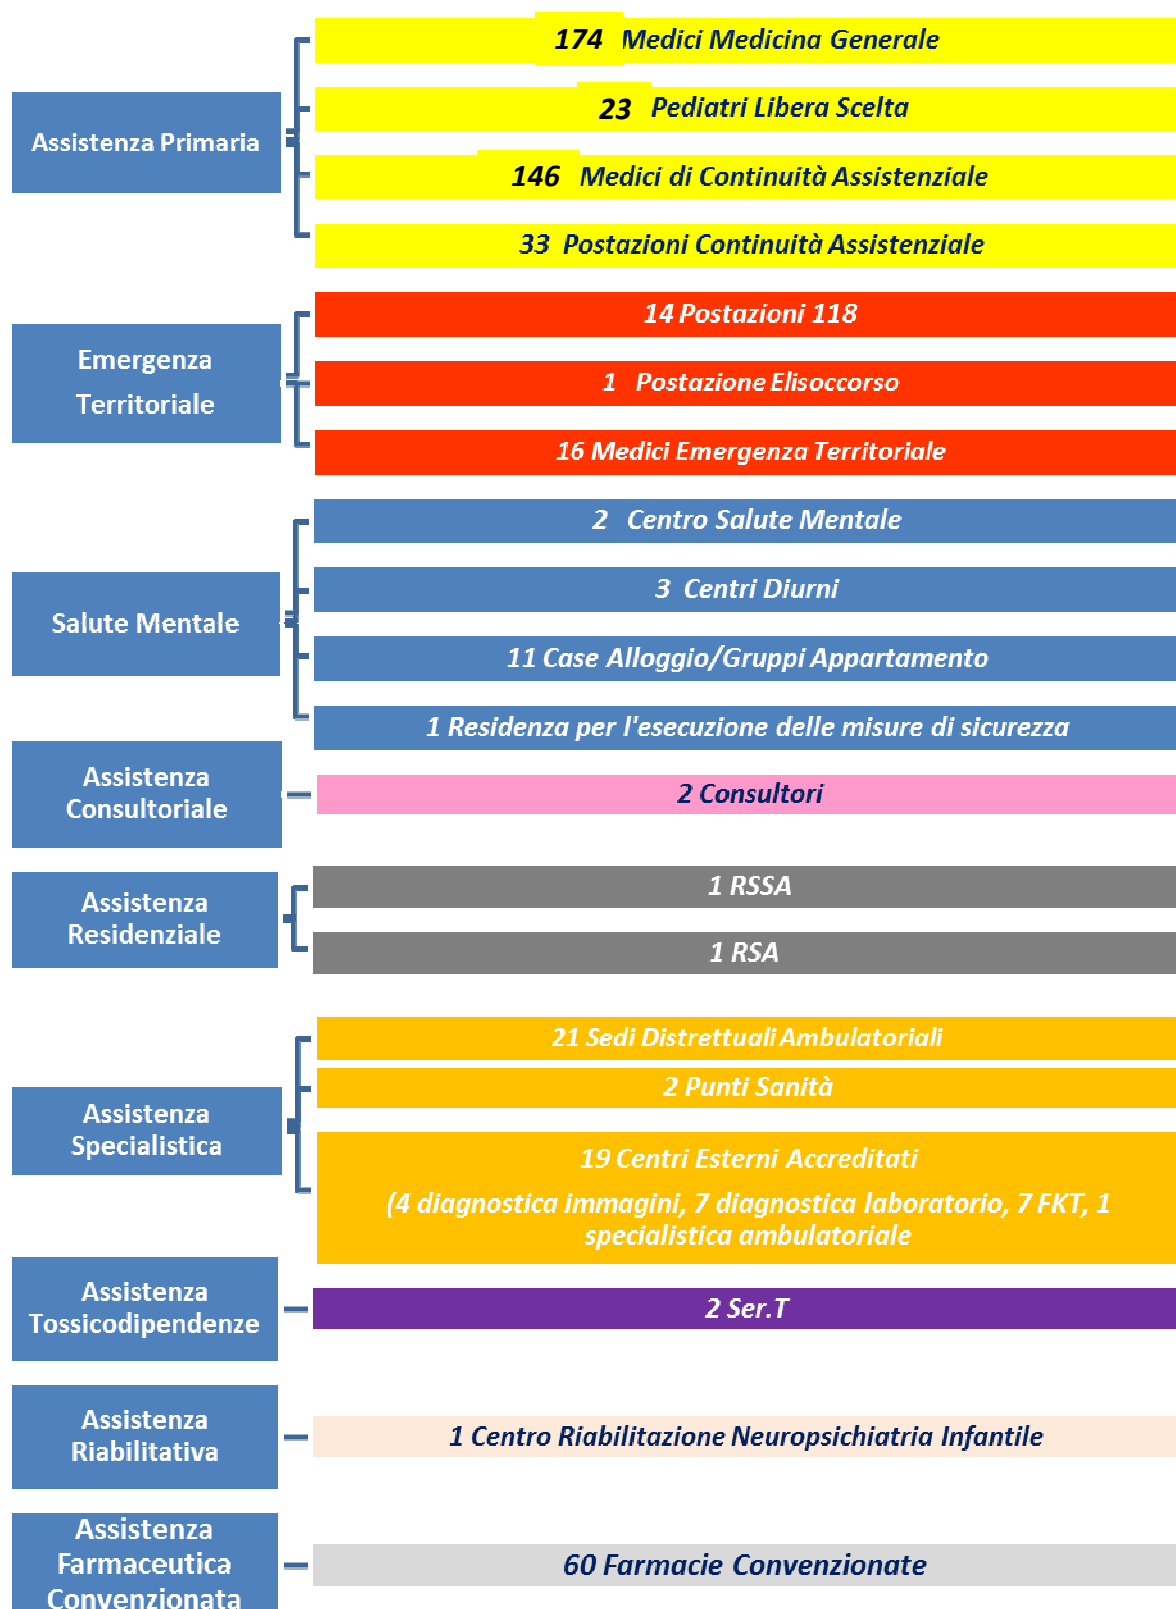 Assistenza Primaria
174 Medici Medicina Generale
23 Pediatri Libera Scelta
146 Medici di Continuità Assistenziale
33 Postazioni Continuità Assistenziale
Emergenza
Territoriale
14 Postazioni 118
1 Postazione Elisoccorso
16 Medici Emergenza Territoriale
Salute Mentale
2 Centro Salute Mentale
3 Centri Diurni
11 Case Alloggio/Gruppi Appartamento
1 Residenza per l'esecuzione delle misure di sicurezza
Assistenza
Consultoriale
2 Consultori
Assistenza
Residenziale
1 RSSA
1 RSA
Assistenza
Specialistica
21 Sedi Distrettuali Ambulatoriali
2 Punti Sanità
19 Centri Esterni Accreditati
(4 diagnostica immagini, 7 diagnostica laboratorio, 7 FKT, 1
specialistica ambulatoriale
Assistenza
Tossicodipendenze
2 Ser.T
Assistenza
Riabilitativa
1 Centro Riabilitazione Neuropsichiatria Infantile
Assistenza
Farmaceutica
Convenzionata
60 Farmacie Convenzionate